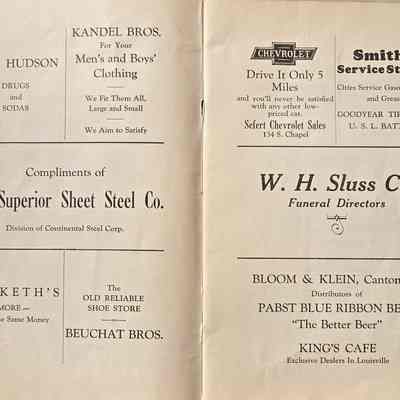 HUDSON
DRUGS
and
SODAS
KANDEL BROS.
For Your
Men's and Boys'
Clothing
We Fit Them All,
Large and Small
We Aim to Satisfy
Compliments of
Superior Sheet Steel Co.
Division of Continental Steel Corp.
KETH'S
MORE—
Same Money
The
OLD RELIABLE
SHOE STORE
BEUCHAT BROS.
CHEVROLET
Drive It Only 5
Miles
and you'll never be satisfied
with any other low-
priced car.
Sefert Chevrolet Sales
134 S. Chapel
Smith
Service St
Cities Service Gaso
and Greas
GOODYEAR TIR
U. S. L. BATT
W. H. Sluss C
Funeral Directors
BLOOM & KLEIN, Canton
Distributors of
PABST BLUE RIBBON BE
"The Better Beer"
KING'S CAFE
Exclusive Dealers In Louisville